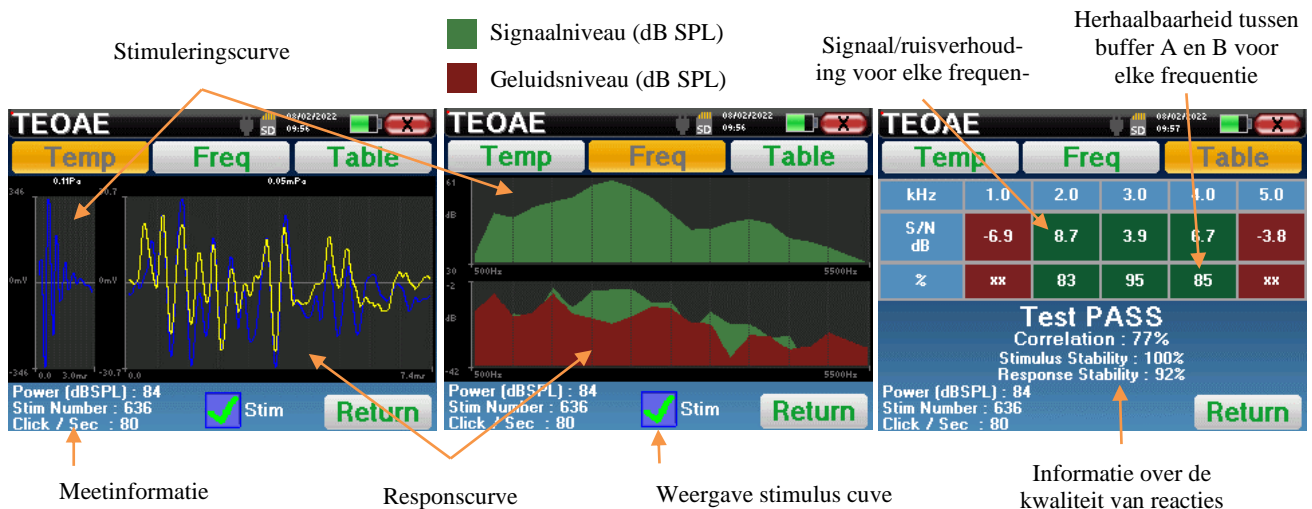 Stimuleringscurve
Signaalniveau (dB SPL)
Geluidsniveau (dB SPL)
Signaal/ruisverhoud-
ing voor elke frequen-
Herhaalbaarheid tussen
buffer A en B voor
elke frequentie
TEOAE
SD
08/02/2022
09:56
X
Temp
Freq
Table
0.11Pa
0.05mPa
346
30.7
0mV
0mV
-346
-30.7
0.0
3.0ms
0.0
7.4ms
Power (dBSPL) : 84
Stim Number : 636
Click / Sec : 80
Stim
Return
TEOAE
SD
08/02/2022
09:56
X
Temp
Freq
Table
61
dB
30
500Hz
5500Hz
-2
dB
-42
500Hz
5500Hz
Power (dBSPL) : 84
Stim Number : 636
Click / Sec : 80
Stim
Return
TEOAE
SD
08/02/2022
09:57
X
Temp
Freq
Table
kHz 1.0 2.0 3.0 4.0 5.0
S/N
dB
-6.9 8.7 3.9 6.7 -3.8
% xx 83 95 85 xx
Test PASS
Correlation : 77%
Stimulus Stability : 100%
Response Stability : 92%
Power (dBSPL) : 84
Stim Number : 636
Click / Sec : 80
Return
Meetinformatie
Responscurve
Weergave stimulus cuve
Informatie over de
kwaliteit van reacties